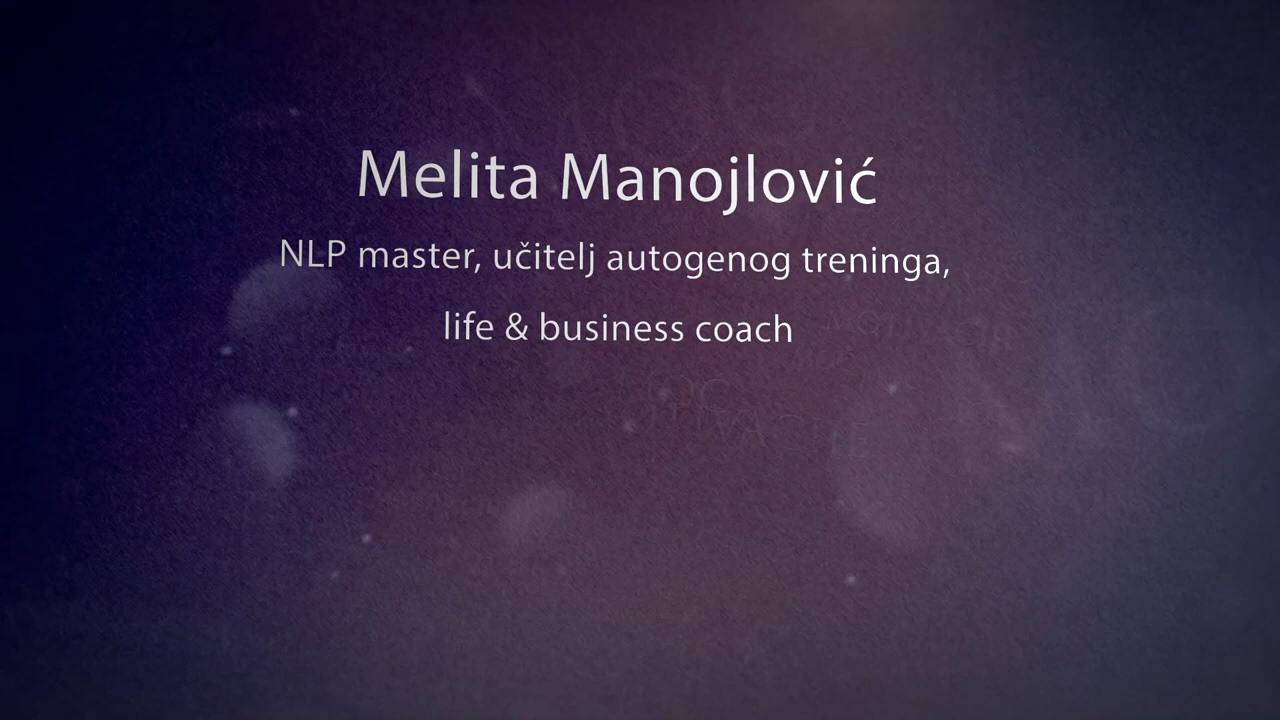 Melita Manojlović
NLP master, učitelj autogenog treninga,
life & business coach